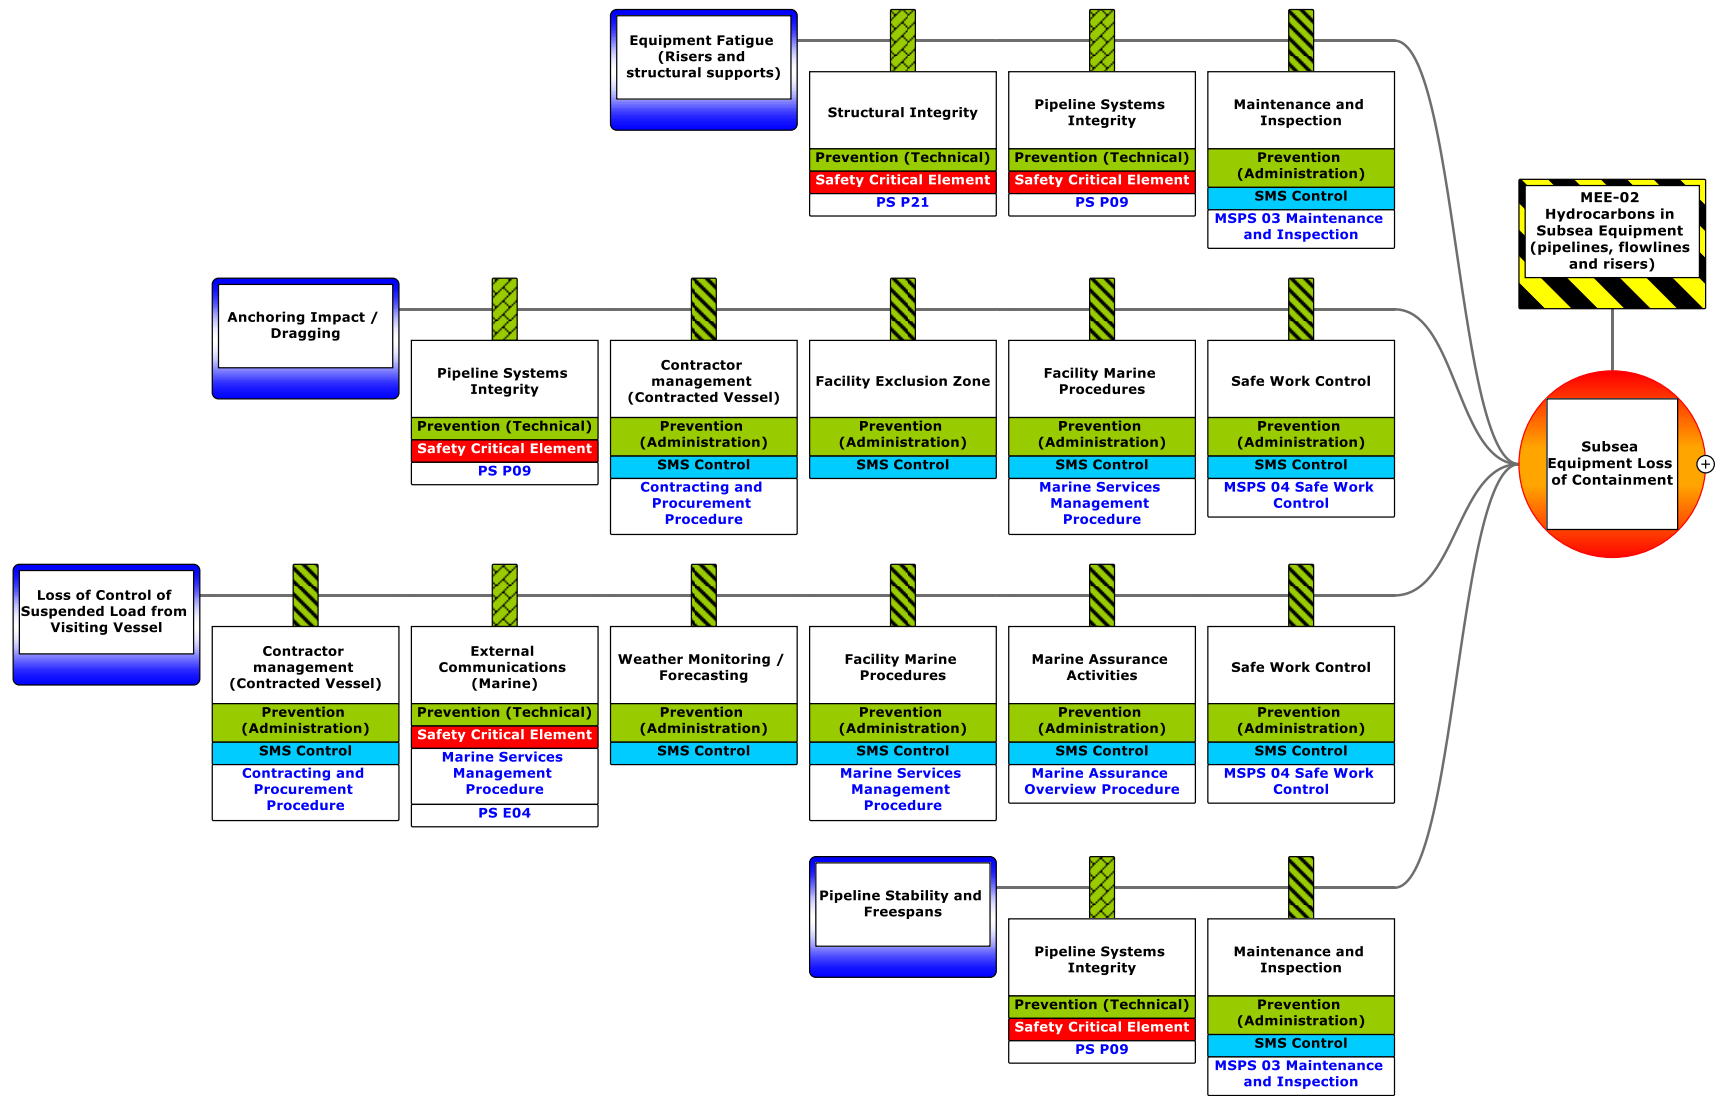 Equipment Fatigue
(Risers and
structural supports)
Structural Integrity
Prevention (Technical)
Safety Critical Element
PS P21
Pipeline Systems
Integrity
Prevention (Technical)
Safety Critical Element
PS P09
Maintenance and
Inspection
Prevention
(Administration)
SMS Control
MSPS 03 Maintenance
and Inspection
MEE-02
Hydrocarbons in
Subsea Equipment
(pipelines, flowlines
and risers)
Anchoring Impact /
Dragging
Pipeline Systems
Integrity
Prevention (Technical)
Safety Critical Element
PS P09
Contractor
management
(Contracted Vessel)
Prevention
(Administration)
SMS Control
Contracting and
Procurement
Procedure
Facility Exclusion Zone
Prevention
(Administration)
SMS Control
Facility Marine
Procedures
Prevention
(Administration)
SMS Control
Marine Services
Management
Procedure
Safe Work Control
Prevention
(Administration)
SMS Control
MSPS 04 Safe Work
Control
Subsea
Equipment Loss
of Containment
Loss of Control of
Suspended Load from
Visiting Vessel
Contractor
management
(Contracted Vessel)
Prevention
(Administration)
SMS Control
Contracting and
Procurement
Procedure
External
Communications
(Marine)
Prevention (Technical)
Safety Critical Element
Marine Services
Management
Procedure
PS E04
Weather Monitoring /
Forecasting
Prevention
(Administration)
SMS Control
Facility Marine
Procedures
Prevention
(Administration)
SMS Control
Marine Services
Management
Procedure
Marine Assurance
Activities
Prevention
(Administration)
SMS Control
Marine Assurance
Overview Procedure
Safe Work Control
Prevention
(Administration)
SMS Control
MSPS 04 Safe Work
Control
Pipeline Stability and
Freespans
Pipeline Systems
Integrity
Prevention (Technical)
Safety Critical Element
PS P09
Maintenance and
Inspection
Prevention
(Administration)
SMS Control
MSPS 03 Maintenance
and Inspection